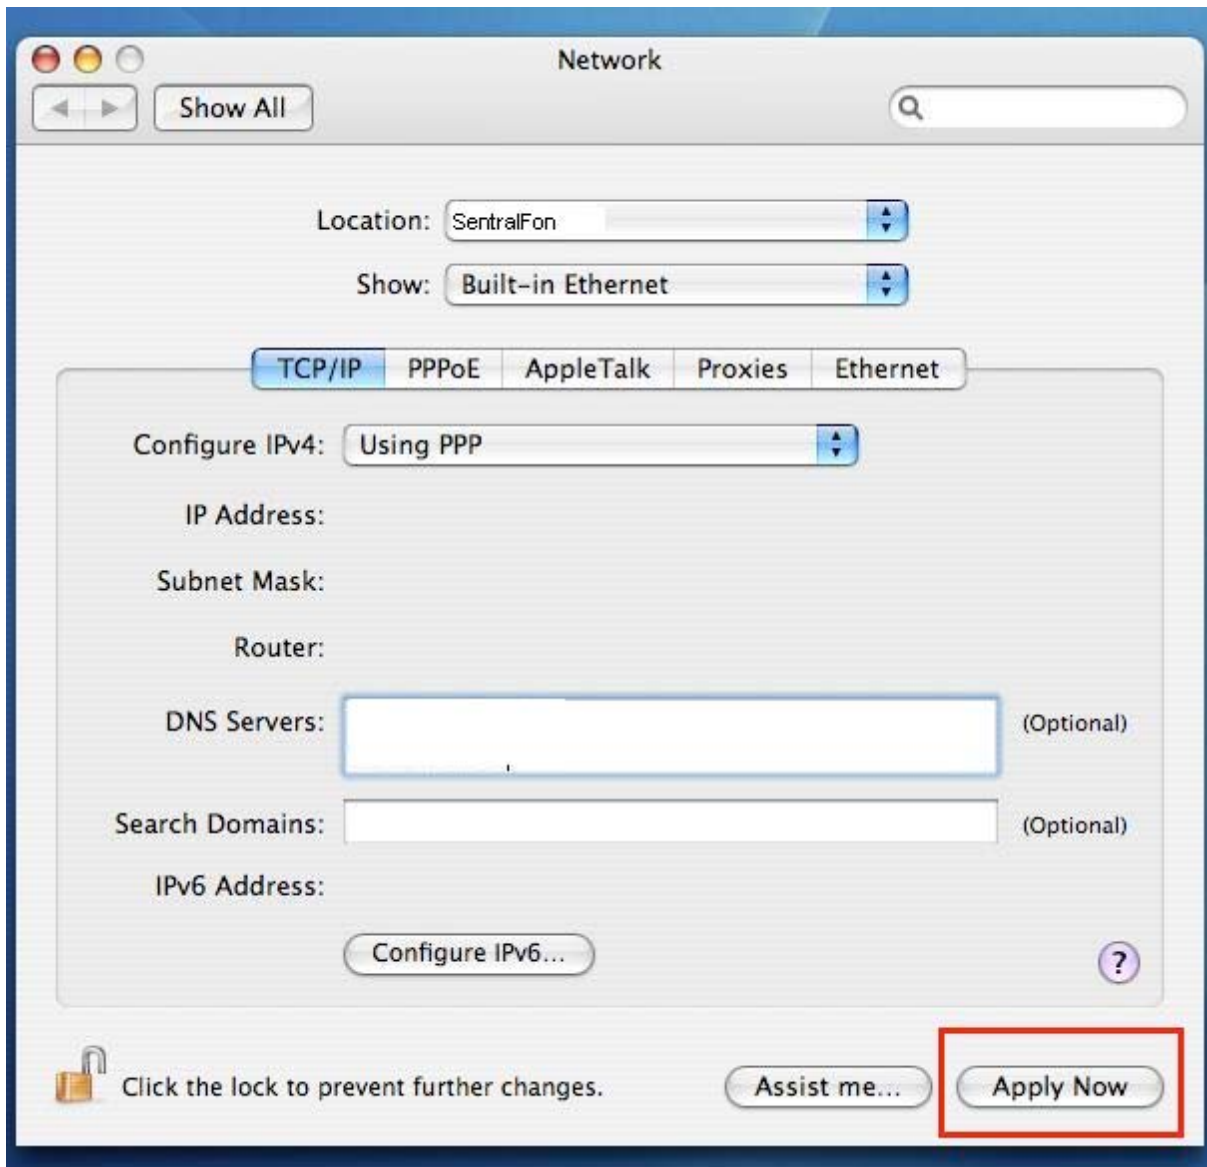 Network
Show All
Location: SentralFon
Show: Built-in Ethernet
TCP/IP PPPoE AppleTalk Proxies Ethernet
Configure IPv4: Using PPP
IP Address:
Subnet Mask:
Router:
DNS Servers: (Optional)
Search Domains: (Optional)
IPv6 Address:
Configure IPv6...
?
Click the lock to prevent further changes. Assist me... Apply Now